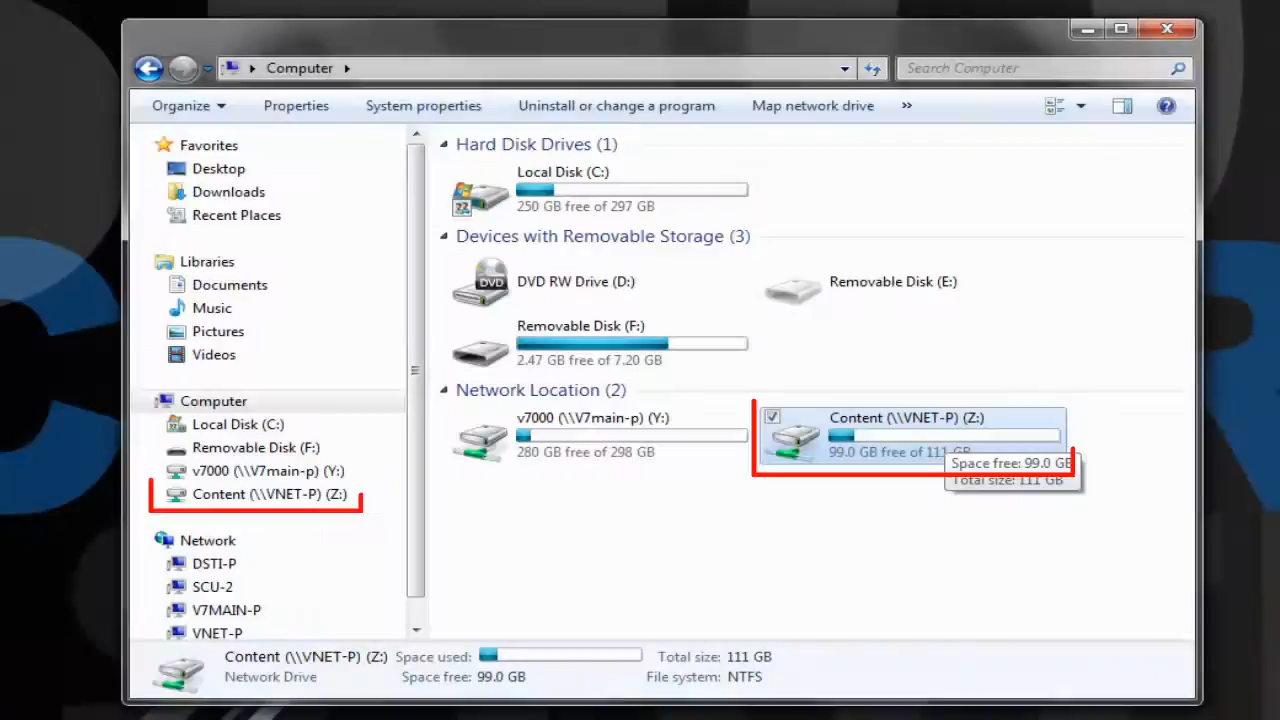 Computer
Search Computer
Organize
Properties
System properties
Uninstall or change a program
Map network drive
»
Favorites
Desktop
Downloads
Recent Places
Libraries
Documents
Music
Pictures
Videos
Computer
Local Disk (C:)
Removable Disk (F:)
v7000 (\\V7main-p) (Y:)
Content (\\VNET-P) (Z:)
Network
DSTI-P
SCU-2
V7MAIN-P
VNET-P
Hard Disk Drives (1)
Local Disk (C:)
250 GB free of 297 GB
Devices with Removable Storage (3)
DVD
DVD RW Drive (D:)
Removable Disk (E:)
Removable Disk (F:)
2.47 GB free of 7.20 GB
Network Location (2)
v7000 (\\V7main-p) (Y:)
280 GB free of 298 GB
Content (\\VNET-P) (Z:)
99.0 GB free of 111 GB
Space free: 99.0 GB
Total size: 111 GB
Content (\\VNET-P) (Z:)
Space used:
Total size: 111 GB
Network Drive
Space free: 99.0 GB
File system: NTFS